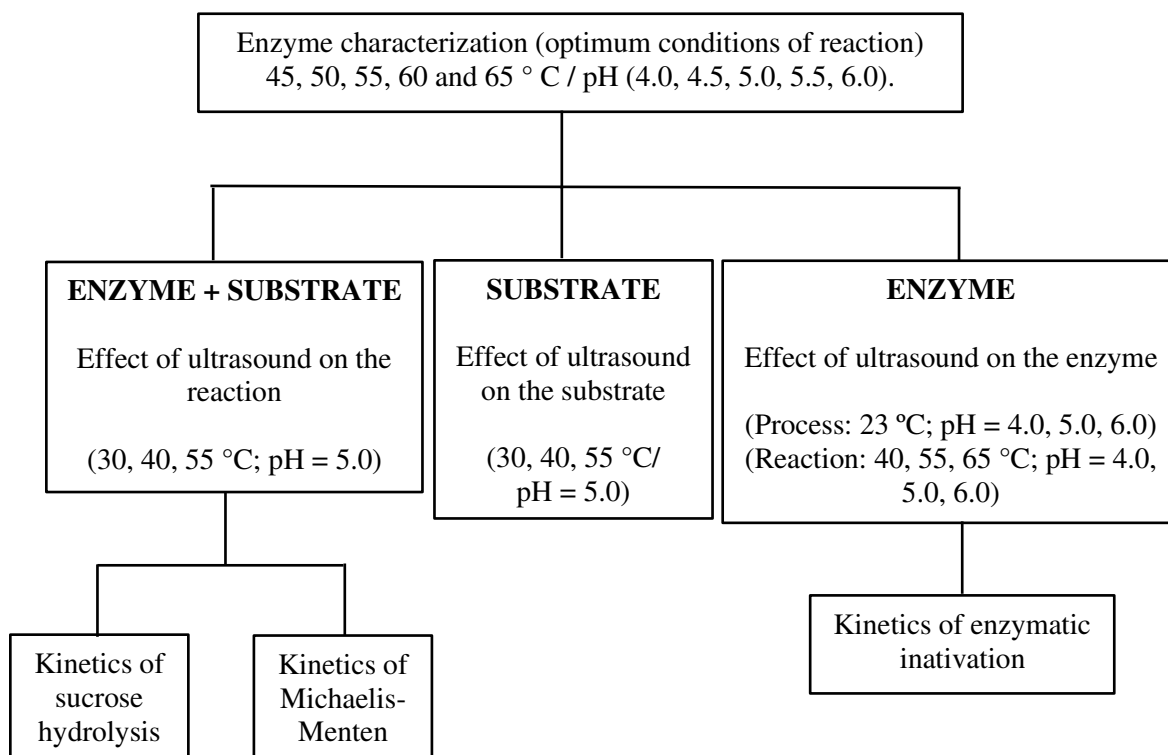 Enzyme characterization (optimum conditions of reaction)
45, 50, 55, 60 and 65 ° C / pH (4.0, 4.5, 5.0, 5.5, 6.0).
ENZYME + SUBSTRATE
Effect of ultrasound on the
reaction
(30, 40, 55 °C; pH = 5.0)
SUBSTRATE
Effect of ultrasound
on the substrate
(30, 40, 55 °C/
pH = 5.0)
ENZYME
Effect of ultrasound on the enzyme
(Process: 23 ºC; pH = 4.0, 5.0, 6.0)
(Reaction: 40, 55, 65 °C; pH = 4.0,
5.0, 6.0)
Kinetics of
sucrose
hydrolysis
Kinetics of
Michaelis-
Menten
Kinetics of enzymatic
inativation